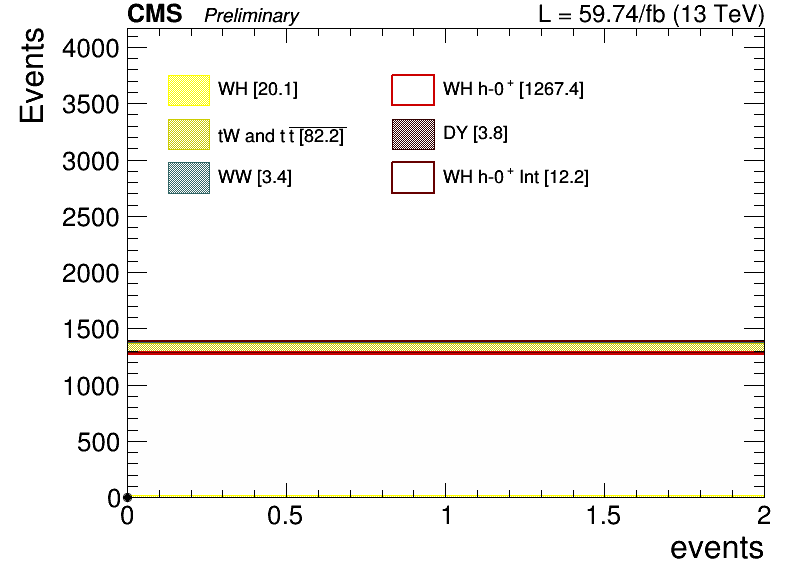 CMS Preliminary L = 59.74/fb (13 TeV)
Events
4000
3500
3000
2500
2000
1500
1000
500
0
WH [20.1]
WH h-0⁺ [1267.4]
tW and t t̅ [82.2]
DY [3.8]
WW [3.4]
WH h-0⁺ Int [12.2]
0 0.5 1 1.5 2
events